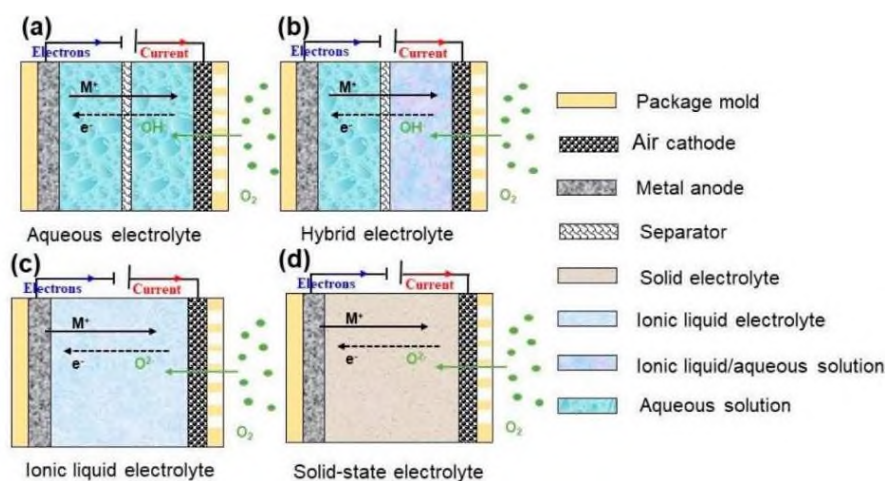 (a)
Electrons
Current
M+
e-
OH
O2
Aqueous electrolyte
(b)
Electrons
Current
M+
e-
OH
O2
Hybrid electrolyte
(c)
Electrons
Current
M+
e-
O2-
O2
Ionic liquid electrolyte
(d)
Electrons
Current
M+
e-
O2-
O2
Solid-state electrolyte
Package mold
Air cathode
Metal anode
Separator
Solid electrolyte
Ionic liquid electrolyte
Ionic liquid/aqueous solution
Aqueous solution